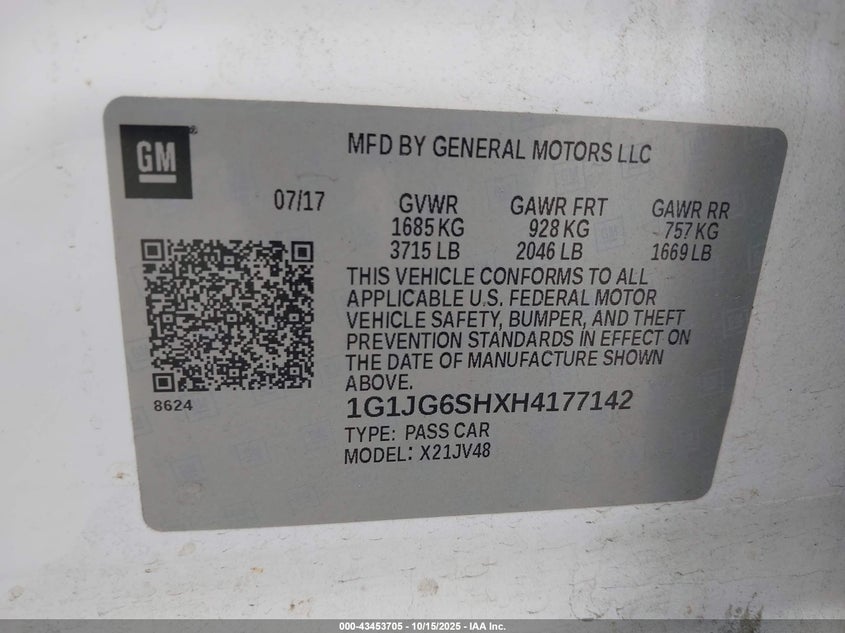 GM
MFD BY GENERAL MOTORS LLC
07/17 GVWR GAWR FRT GAWR RR
1685 KG 928 KG 757 KG
3715 LB 2046 LB 1669 LB
THIS VEHICLE CONFORMS TO ALL
APPLICABLE U.S. FEDERAL MOTOR
VEHICLE SAFETY, BUMPER, AND THEFT
PREVENTION STANDARDS IN EFFECT ON
THE DATE OF MANUFACTURE SHOWN
ABOVE.
8624
1G1JG6SHXH4177142
TYPE: PASS CAR
MODEL: X21JV48
000-43453705 - 10/15/2025 - IAA Inc.